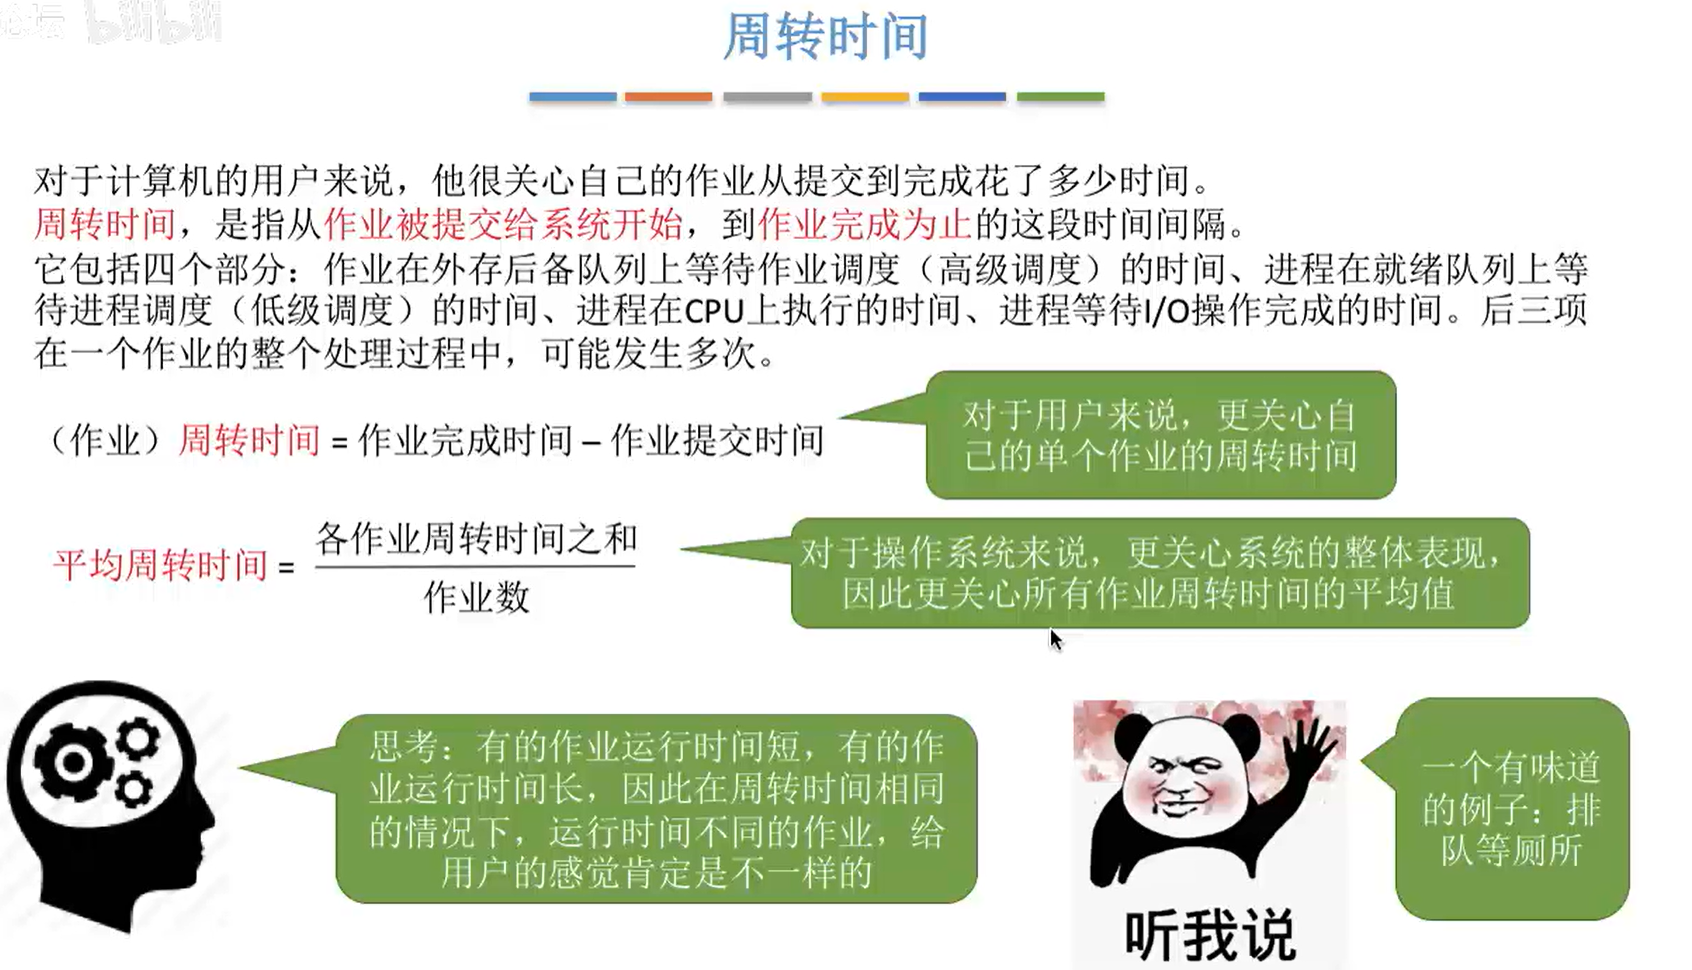 论坛 bilibili
周转时间
对于计算机的用户来说，他很关心自己的作业从提交到完成花了多少时间。
周转时间，是指从作业被提交给系统开始，到作业完成为止的这段时间间隔。
它包括四个部分：作业在外存后备队列上等待作业调度（高级调度）的时间、进程在就绪队列上等
待进程调度（低级调度）的时间、进程在CPU上执行的时间、进程等待I/O操作完成的时间。后三项
在一个作业的整个处理过程中，可能发生多次。
（作业）周转时间 = 作业完成时间 – 作业提交时间
对于用户来说，更关心自
己的单个作业的周转时间
平均周转时间 =
各作业周转时间之和
作业数
对于操作系统来说，更关心系统的整体表现，
因此更关心所有作业周转时间的平均值
思考：有的作业运行时间短，有的作
业运行时间长，因此在周转时间相同
的情况下，运行时间不同的作业，给
用户的感觉肯定是不一样的
听我说
一个有味道
的例子：排
队等厕所